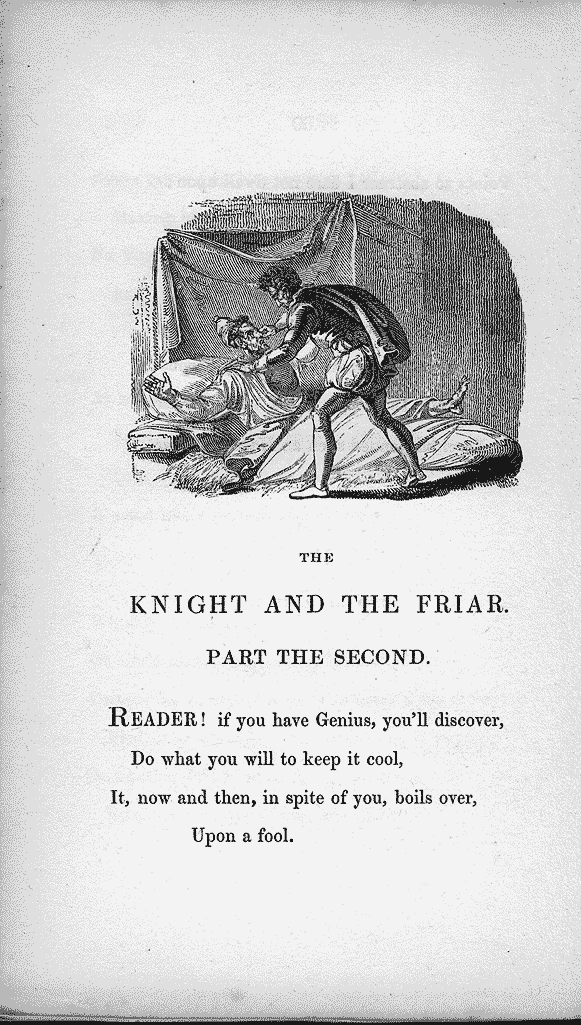 THE
KNIGHT AND THE FRIAR.
PART THE SECOND.
READER! if you have Genius, you'll discover,
Do what you will to keep it cool,
It, now and then, in spite of you, boils over,
Upon a fool.